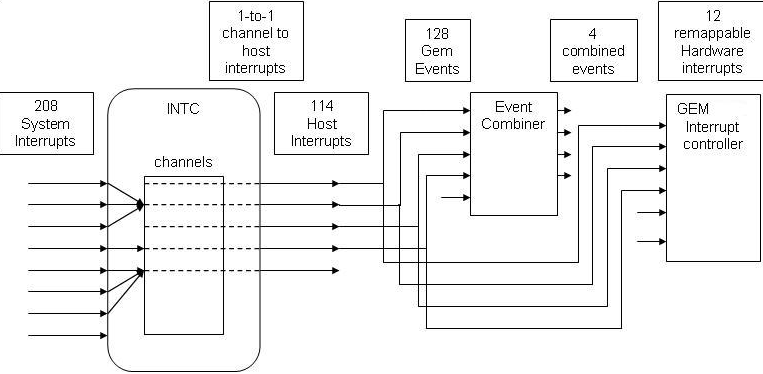 1-to-1
channel to
host
interrupts
128
Gem
Events
4
combined
events
12
remappable
Hardware
interrupts
208
System
Interrupts
INTC
114
Host
Interrupts
Event
Combiner
GEM
Interrupt
controller
channels